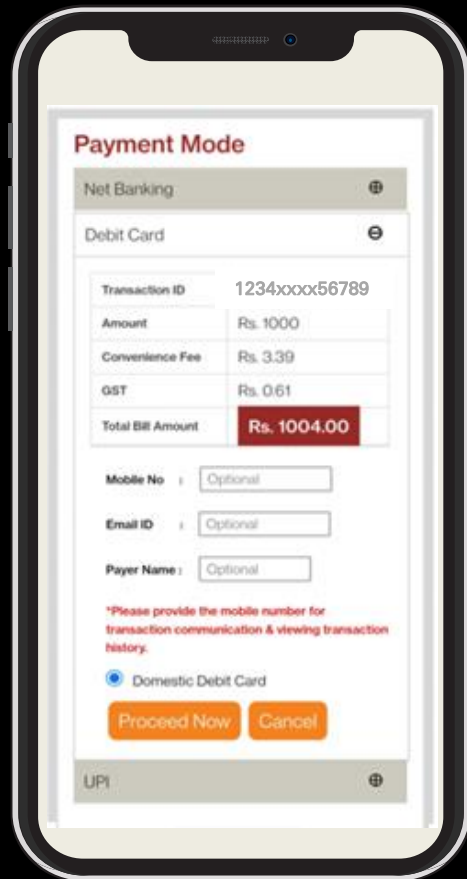 Payment Mode
Net Banking
Debit Card
Transaction ID 1234xxxx56789
Amount Rs. 1000
Convenience Fee Rs. 3.39
GST Rs. 0.61
Total Bill Amount Rs. 1004.00
Mobile No : Optional
Email ID : Optional
Payer Name : Optional
*Please provide the mobile number for
transaction communication & viewing transaction
history.
Domestic Debit Card
Proceed Now Cancel
UPI